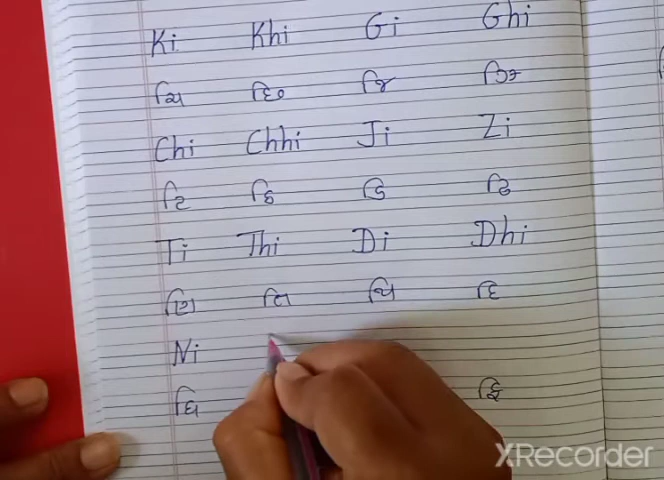 Ki Khi Gi Ghi
ચિ છિ જિ ઝિ
Chi Chhi Ji Zi
ટિ ઠિ ડિ ઢિ
Ti Thi Di Dhi
ણિ તિ થિ દિ
Ni
ધિ ફિ
XRecorder